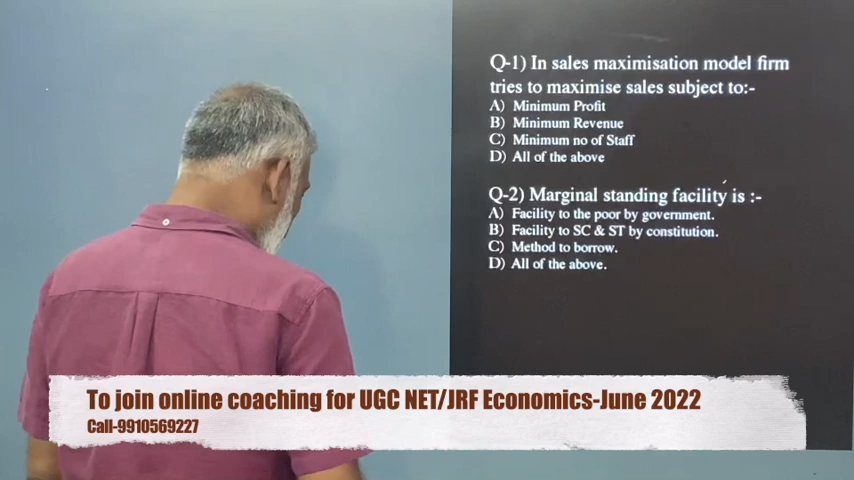 Q-1) In sales maximisation model firm
tries to maximise sales subject to:-
A) Minimum Profit
B) Minimum Revenue
C) Minimum no of Staff
D) All of the above
Q-2) Marginal standing facility is :-
A) Facility to the poor by government.
B) Facility to SC & ST by constitution.
C) Method to borrow.
D) All of the above.
To join online coaching for UGC NET/JRF Economics-June 2022
Call-9910569227